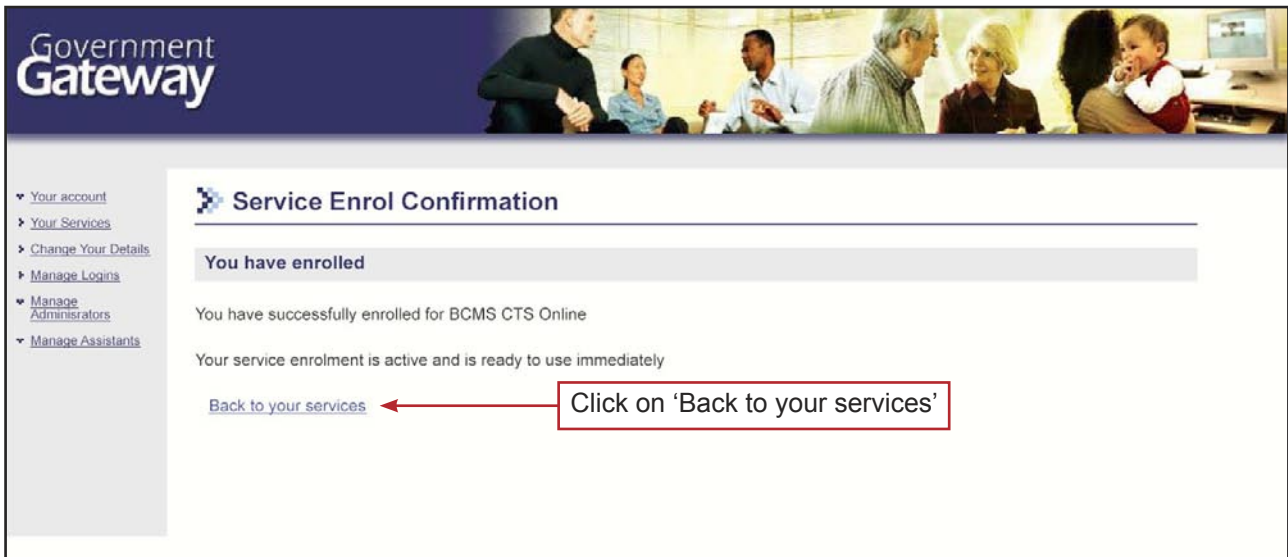 Government
Gateway
Your account
Your Services
Change Your Details
Manage Logins
Manage
Adminisrators
Manage Assistants
Service Enrol Confirmation
You have enrolled
You have successfully enrolled for BCMS CTS Online
Your service enrolment is active and is ready to use immediately
Back to your services
Click on ‘Back to your services’